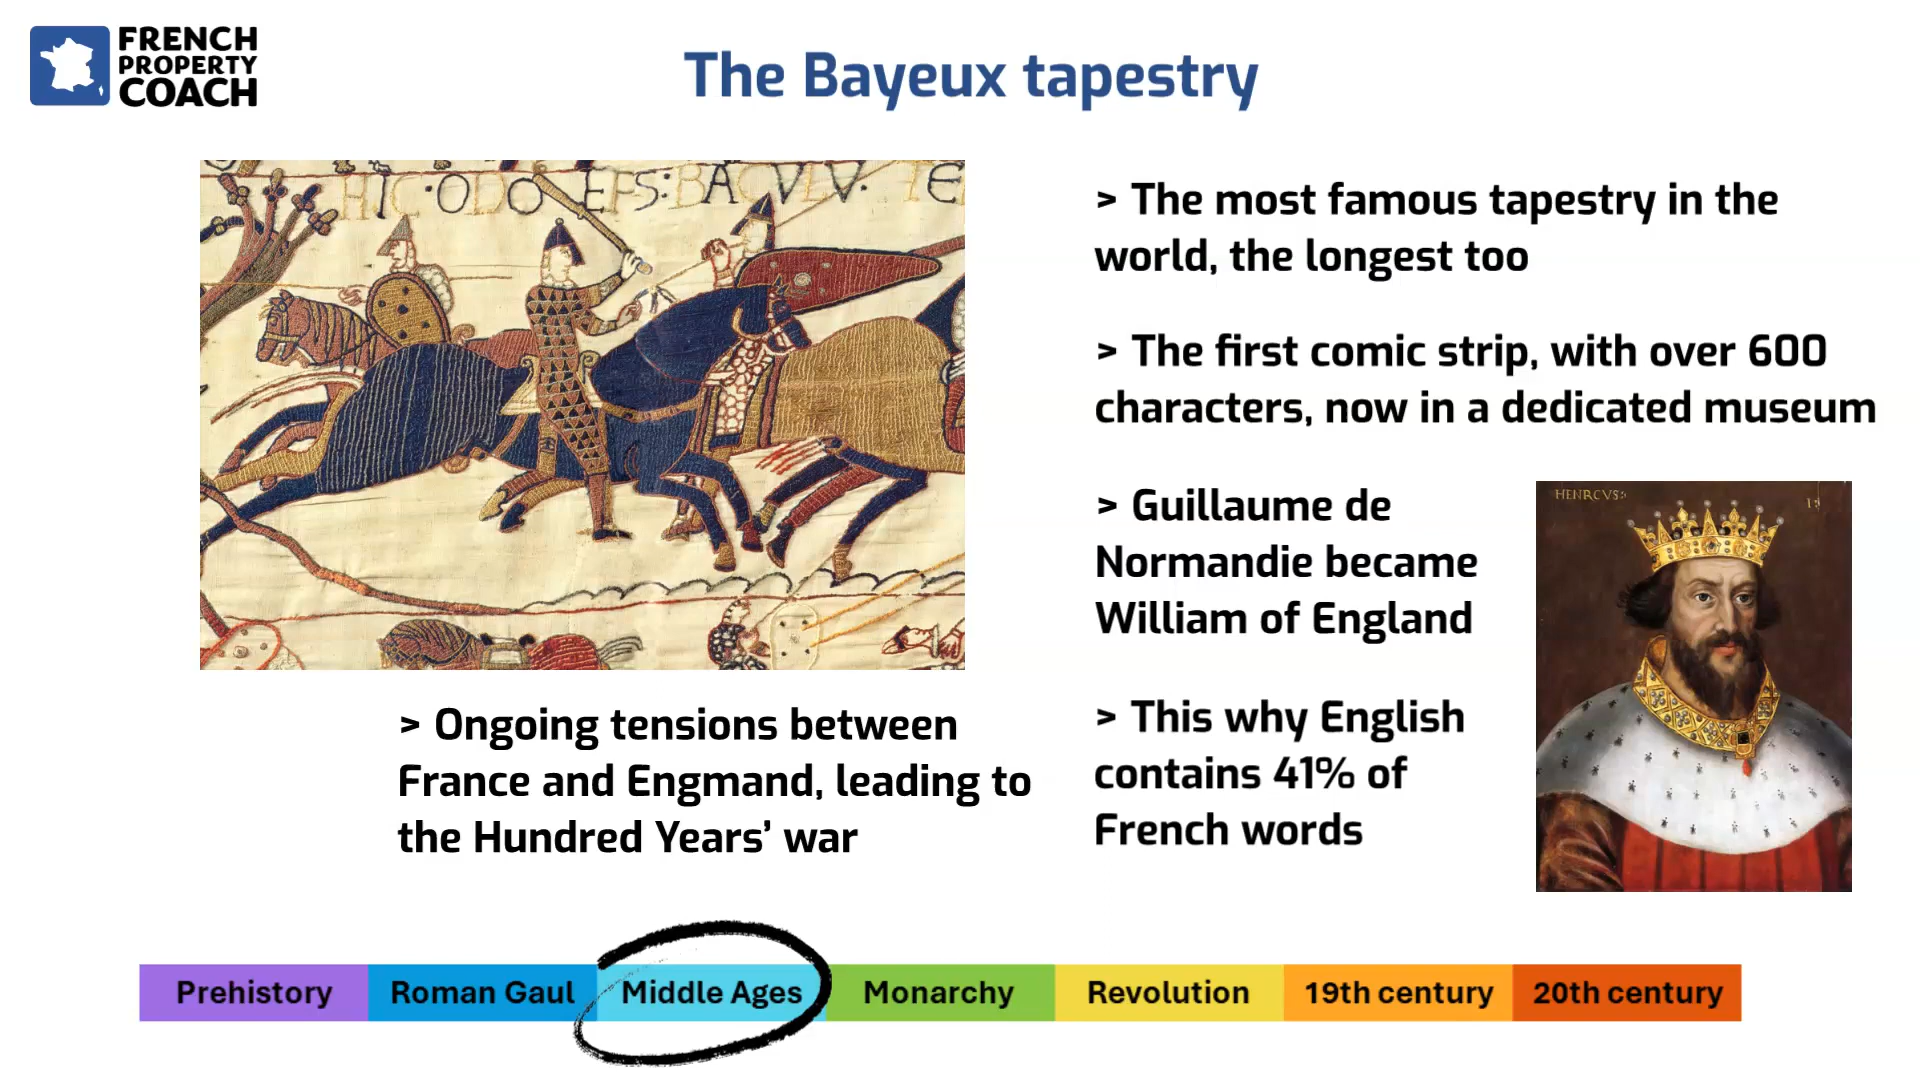 FRENCH
PROPERTY
COACH
The Bayeux tapestry
HIC·ODO EPS:BACVLV·TE
> The most famous tapestry in the
world, the longest too
> The first comic strip, with over 600
characters, now in a dedicated museum
> Guillaume de
Normandie became
William of England
HENRCVS: 1:
> This why English
contains 41% of
French words
> Ongoing tensions between
France and Engmand, leading to
the Hundred Years’ war
Prehistory Roman Gaul Middle Ages Monarchy Revolution 19th century 20th century